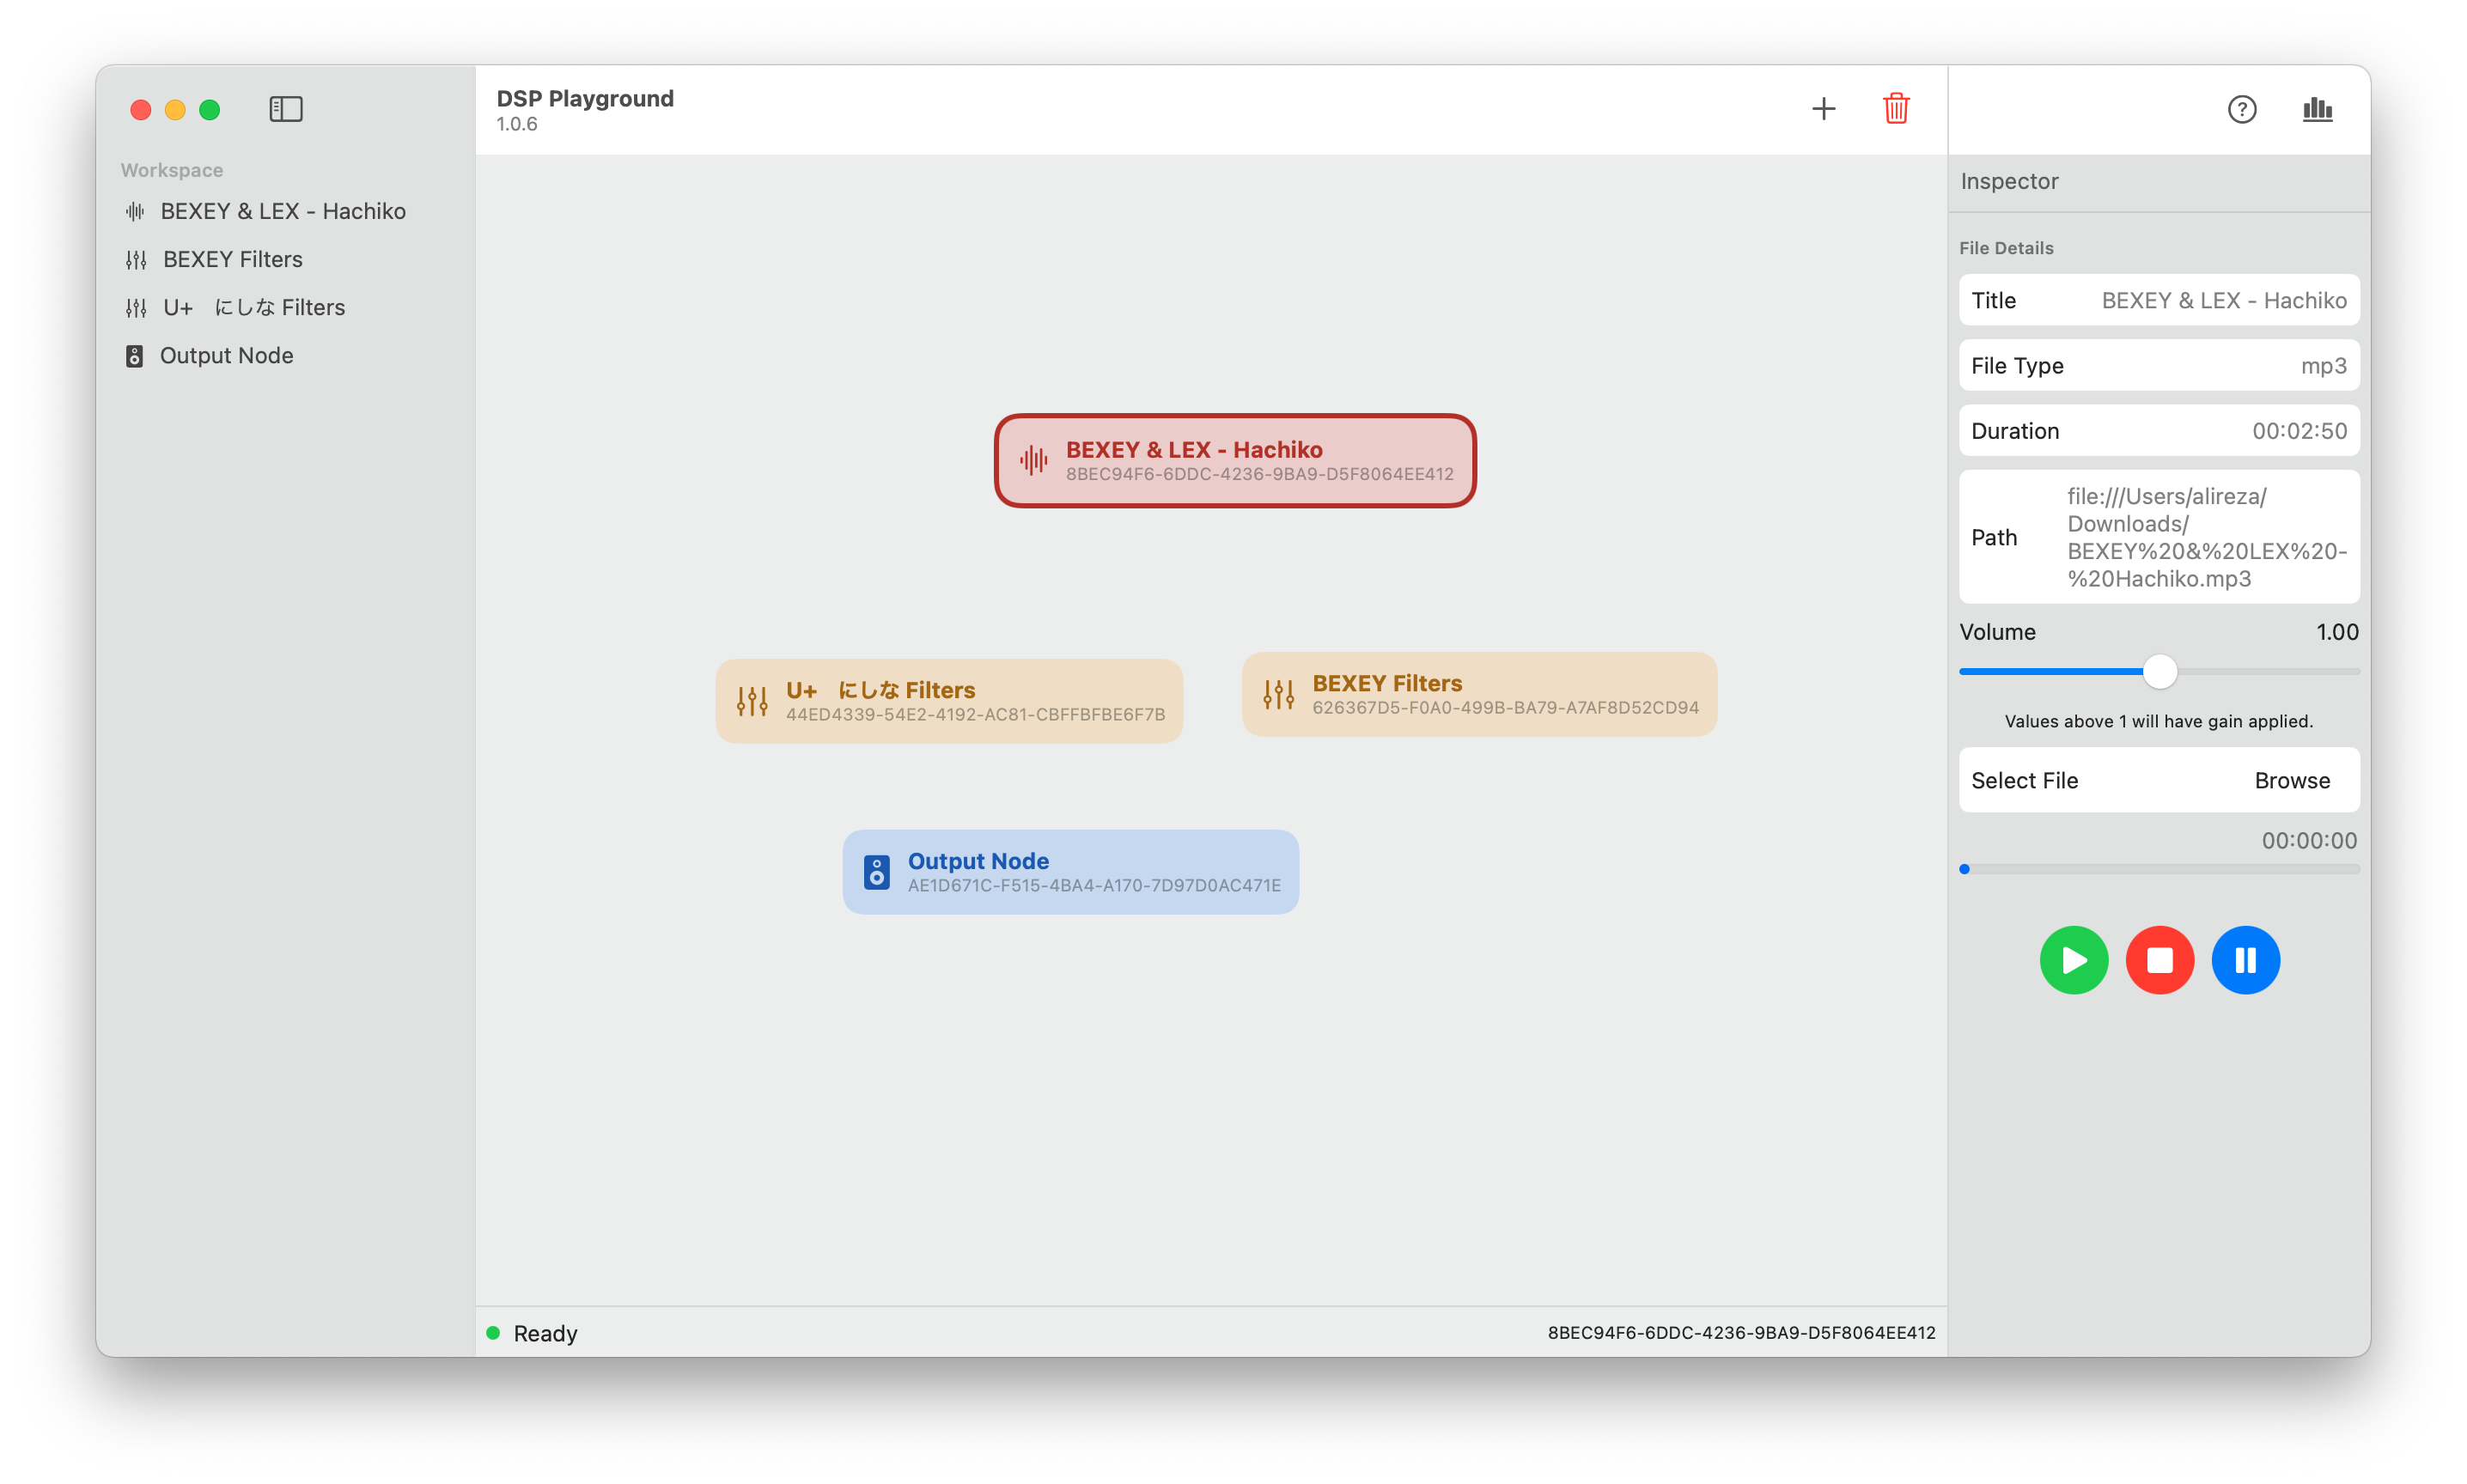 Workspace
BEXEY & LEX - Hachiko
BEXEY Filters
U+　にしな Filters
Output Node
DSP Playground
1.0.6
BEXEY & LEX - Hachiko
8BEC94F6-6DDC-4236-9BA9-D5F8064EE412
U+　にしな Filters
44ED4339-54E2-4192-AC81-CBFFBFBE6F7B
BEXEY Filters
626367D5-F0A0-499B-BA79-A7AF8D52CD94
Output Node
AE1D671C-F515-4BA4-A170-7D97D0AC471E
Ready
8BEC94F6-6DDC-4236-9BA9-D5F8064EE412
Inspector
File Details
Title BEXEY & LEX - Hachiko
File Type mp3
Duration 00:02:50
Path
file:///Users/alireza/
Downloads/
BEXEY%20&%20LEX%20-
%20Hachiko.mp3
Volume 1.00
Values above 1 will have gain applied.
Select File Browse
00:00:00